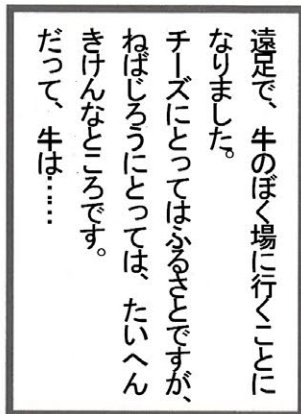 遠足で、牛のぼく場に行くことに
なりました。
チーズにとってはふるさとですが、
ねばじろうにとっては、たいへん
きけんなところです。
だって、牛は……